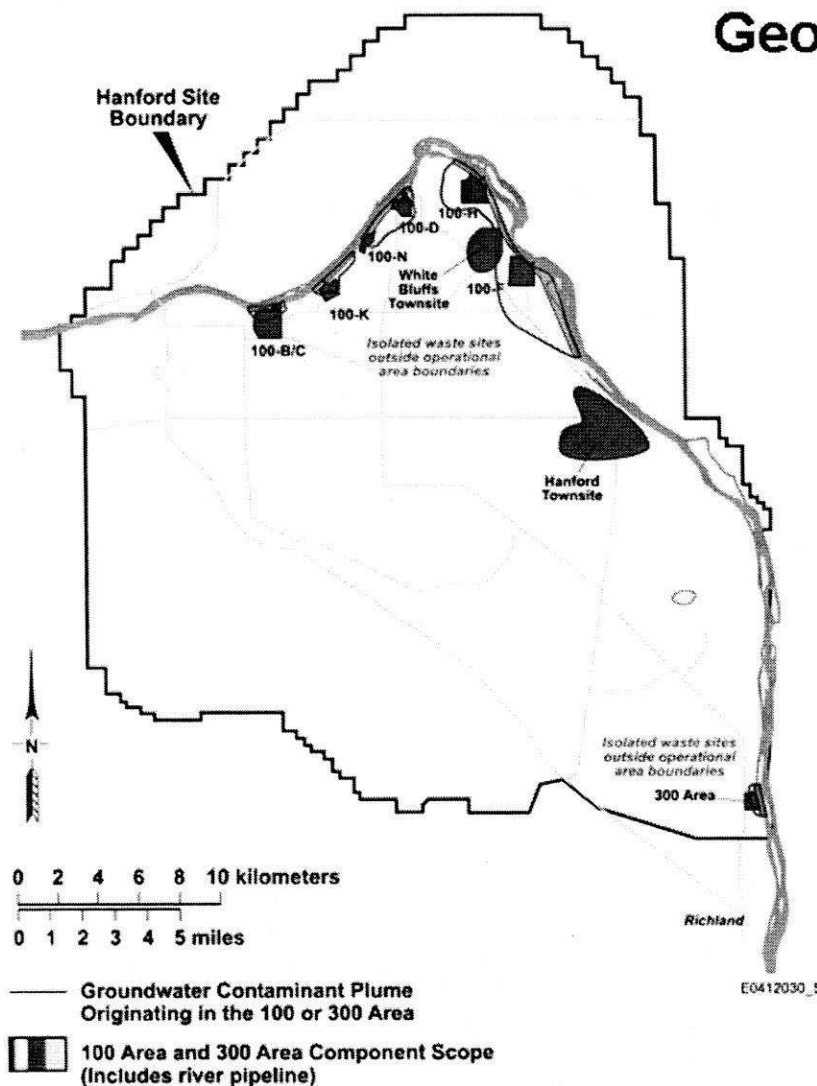 Geo
Hanford Site
Boundary
100-H
100-D
100-N
White
Bluffs
Townsite
100-F
100-K
100-B/C
Isolated waste sites
outside operational
area boundaries
Hanford
Townsite
N
Isolated waste sites
outside operational
area boundaries
300 Area
0 2 4 6 8 10 kilometers
0 1 2 3 4 5 miles
Richland
Groundwater Contaminant Plume
Originating in the 100 or 300 Area
E0412030_5
100 Area and 300 Area Component Scope
(Includes river pipeline)